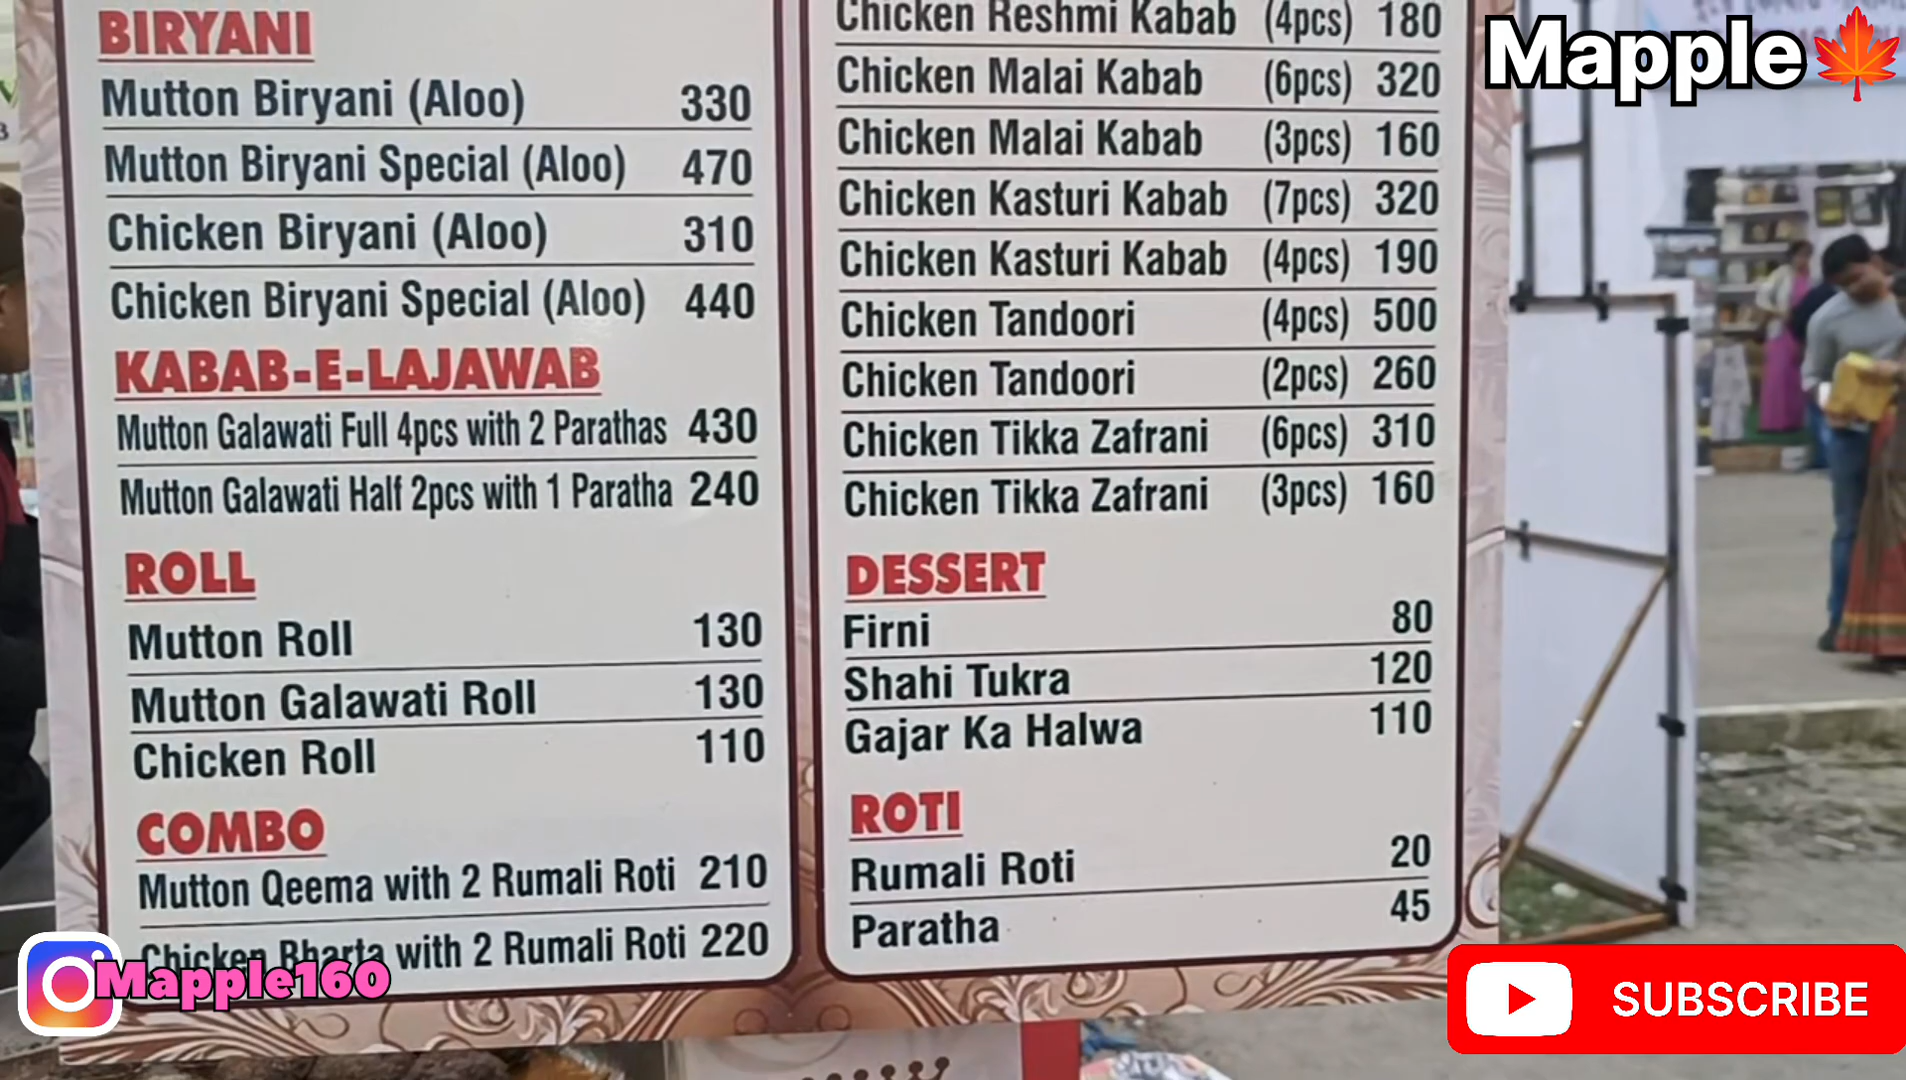 BIRYANI
Mutton Biryani (Aloo) 330
Mutton Biryani Special (Aloo) 470
Chicken Biryani (Aloo) 310
Chicken Biryani Special (Aloo) 440
KABAB-E-LAJAWAB
Mutton Galawati Full 4pcs with 2 Parathas 430
Mutton Galawati Half 2pcs with 1 Paratha 240
ROLL
Mutton Roll 130
Mutton Galawati Roll 130
Chicken Roll 110
COMBO
Mutton Qeema with 2 Rumali Roti 210
Chicken Bharta with 2 Rumali Roti 220
Chicken Reshmi Kabab (4pcs) 180
Chicken Malai Kabab (6pcs) 320
Chicken Malai Kabab (3pcs) 160
Chicken Kasturi Kabab (7pcs) 320
Chicken Kasturi Kabab (4pcs) 190
Chicken Tandoori (4pcs) 500
Chicken Tandoori (2pcs) 260
Chicken Tikka Zafrani (6pcs) 310
Chicken Tikka Zafrani (3pcs) 160
DESSERT
Firni 80
Shahi Tukra 120
Gajar Ka Halwa 110
ROTI
Rumali Roti 20
Paratha 45
Mapple
Mapple160
SUBSCRIBE